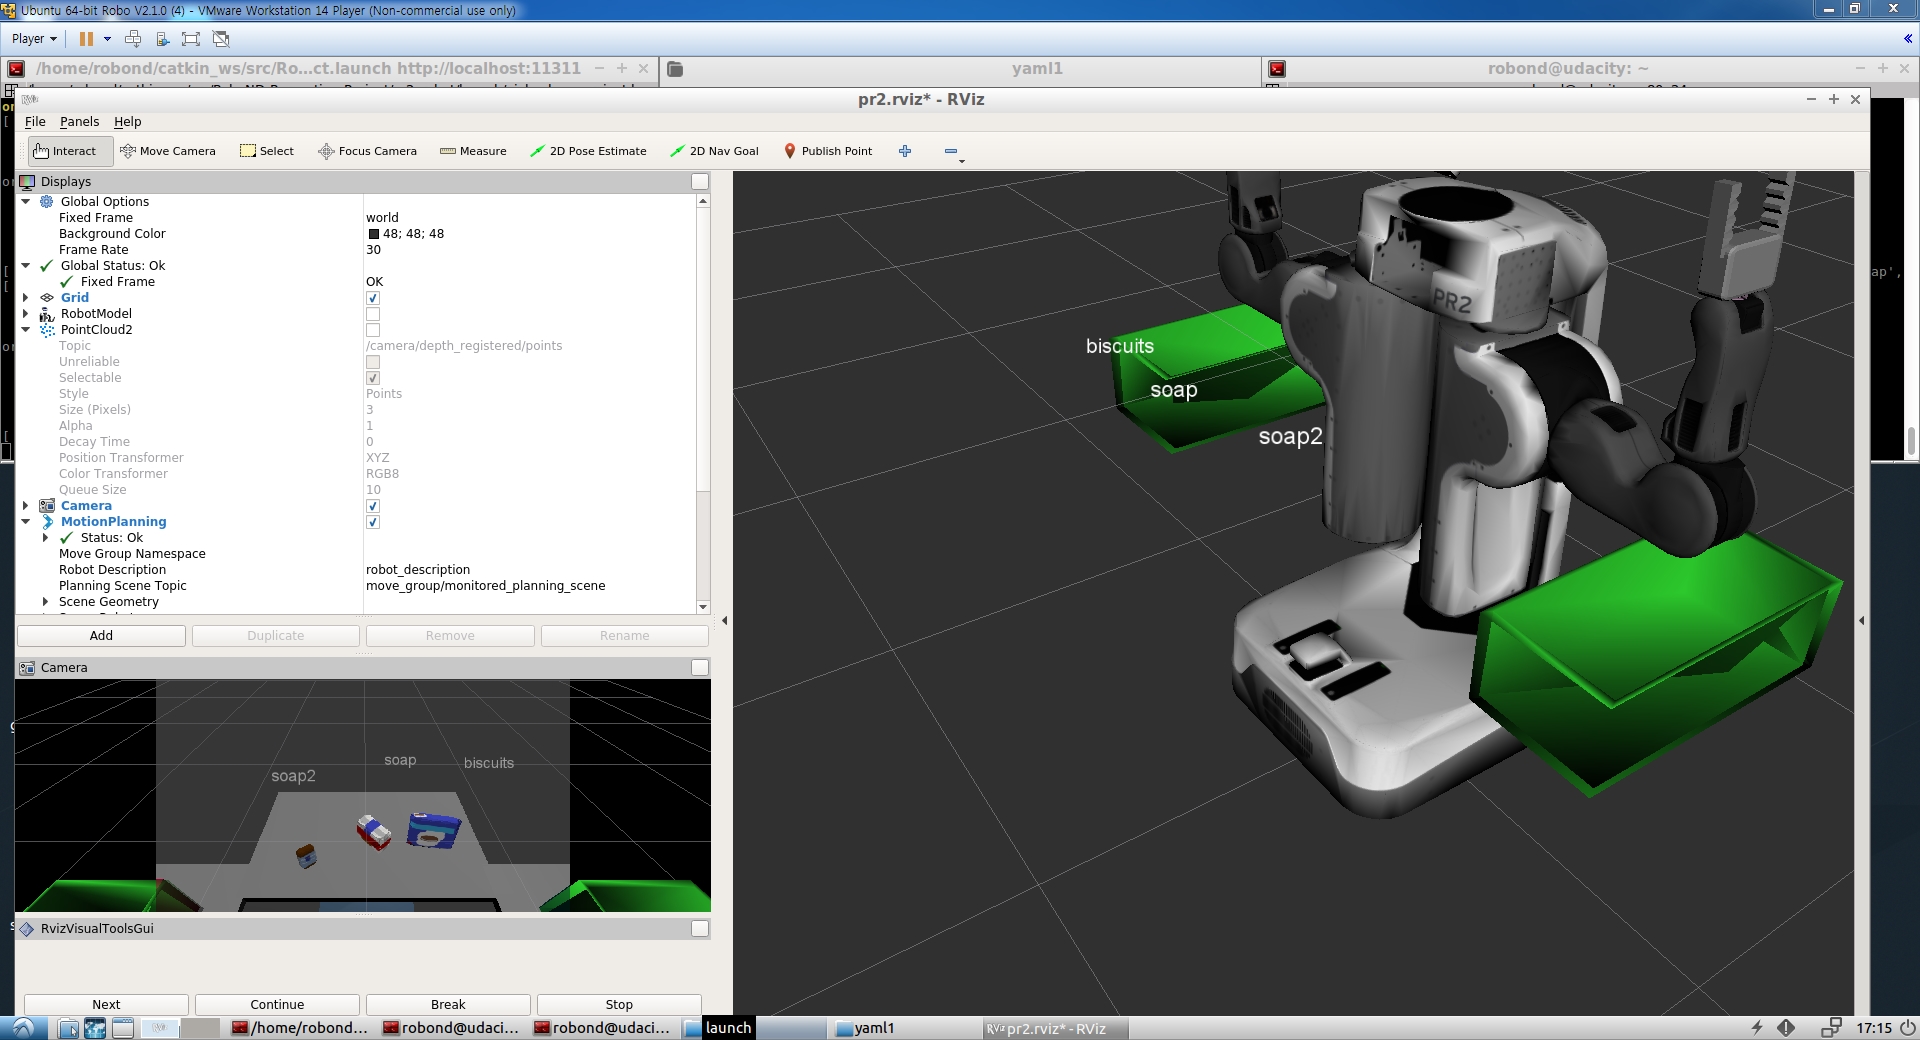 Ubuntu 64-bit Robo V2.1.0 (4) - VMware Workstation 14 Player (Non-commercial use only)
Player
/home/robond/catkin_ws/src/Ro...ct.launch http://localhost:11311
yaml1
robond@udacity: ~
pr2.rviz* - RViz
File Panels Help
Interact Move Camera Select Focus Camera Measure 2D Pose Estimate 2D Nav Goal Publish Point
Displays
Global Options
Fixed Frame world
Background Color 48; 48; 48
Frame Rate 30
Global Status: Ok
Fixed Frame OK
Grid
RobotModel
PointCloud2
Topic /camera/depth_registered/points
Unreliable
Selectable
Style Points
Size (Pixels) 3
Alpha 1
Decay Time 0
Position Transformer XYZ
Color Transformer RGB8
Queue Size 10
Camera
MotionPlanning
Status: Ok
Move Group Namespace
Robot Description robot_description
Planning Scene Topic move_group/monitored_planning_scene
Scene Geometry
Add Duplicate Remove Rename
Camera
soap2 soap biscuits
RvizVisualToolsGui
Next Continue Break Stop
biscuits
soap
soap2
PR2
ap',
/home/robond... robond@udaci... robond@udaci... launch yaml1 pr2.rviz* - RViz 17:15